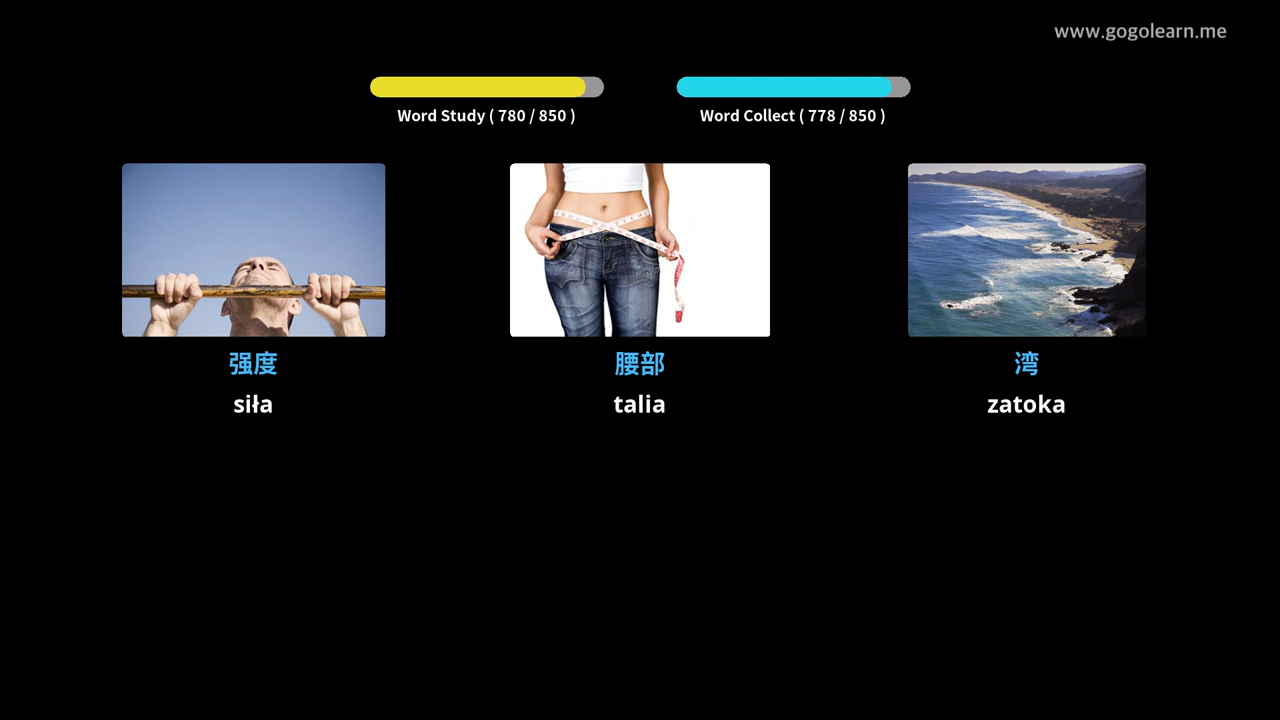 www.gogolearn.me
Word Study ( 780 / 850 )
Word Collect ( 778 / 850 )
强度
腰部
湾
siła
talia
zatoka